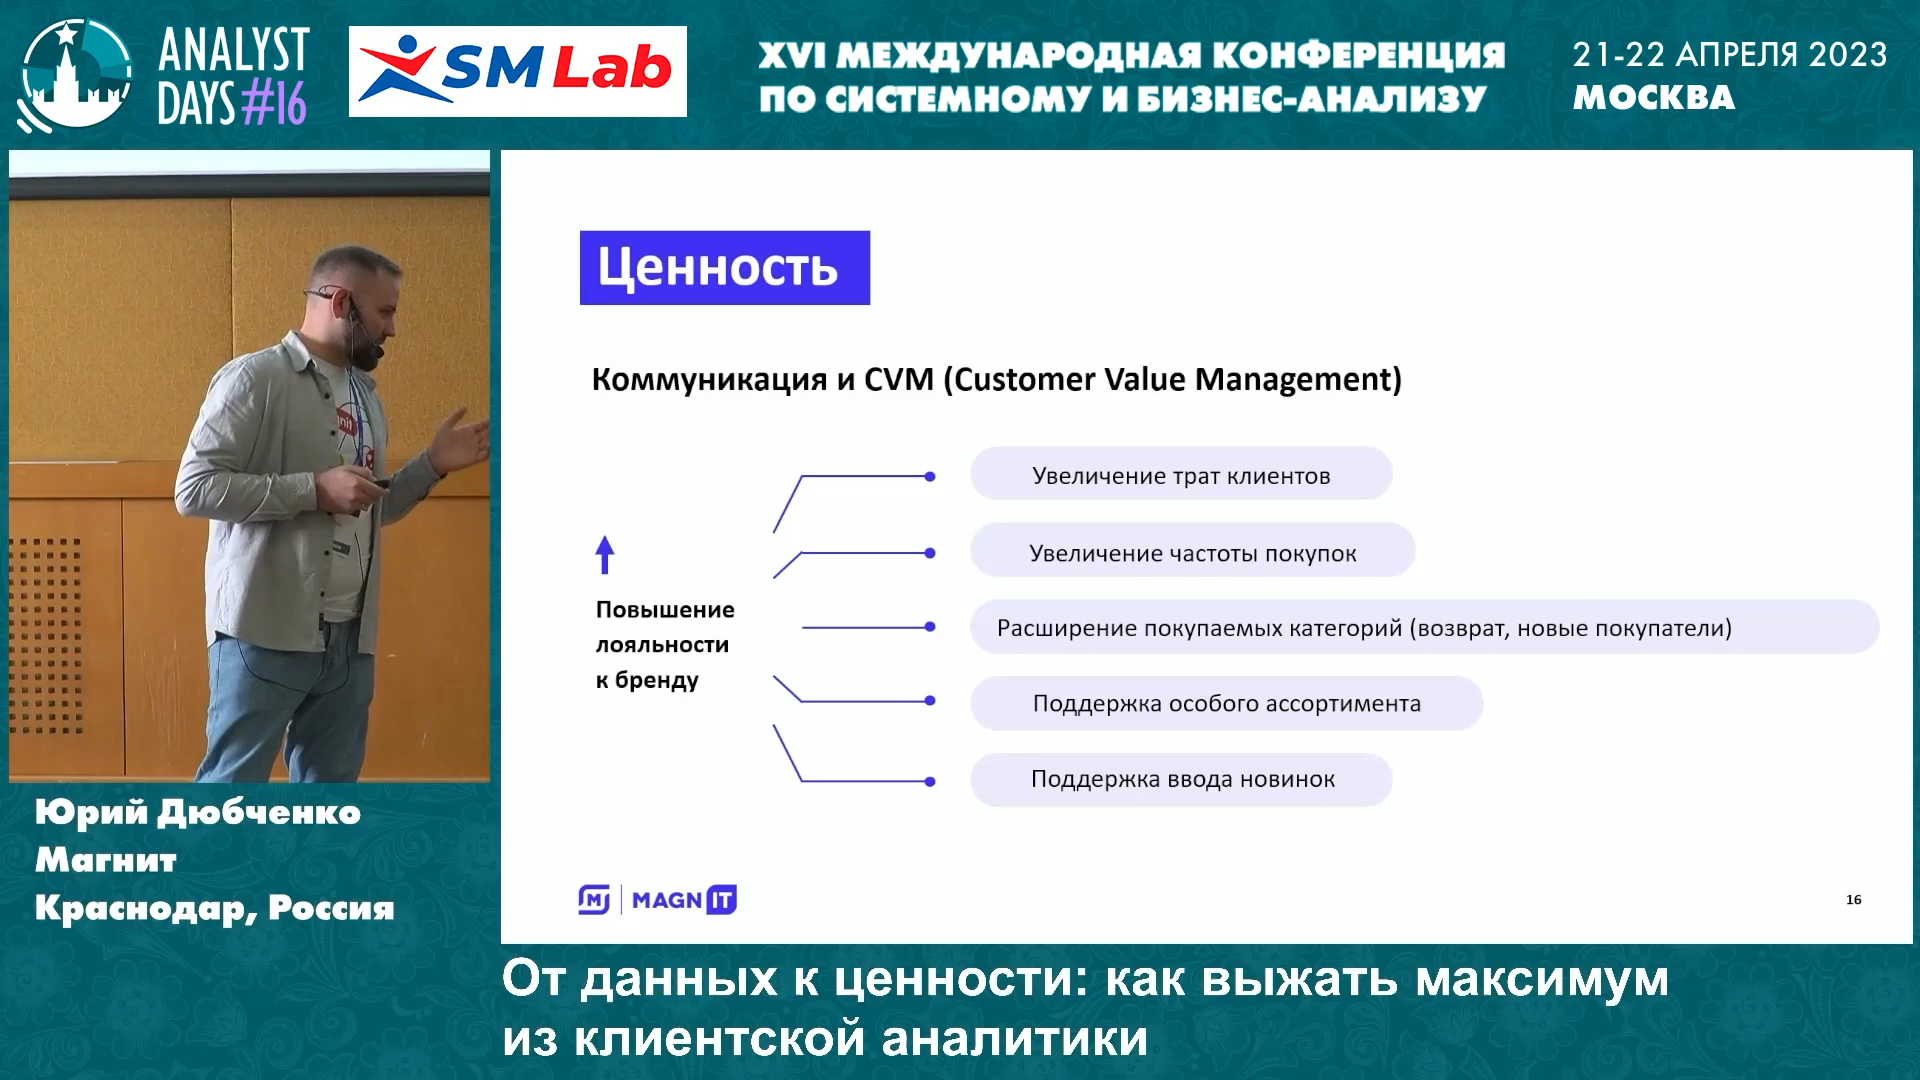 ANALYST
DAYS #16
SM Lab
XVI МЕЖДУНАРОДНАЯ КОНФЕРЕНЦИЯ
ПО СИСТЕМНОМУ И БИЗНЕС-АНАЛИЗУ
21-22 АПРЕЛЯ 2023
МОСКВА
Ценность
Коммуникация и CVM (Customer Value Management)
Повышение
лояльности
к бренду
Увеличение трат клиентов
Увеличение частоты покупок
Расширение покупаемых категорий (возврат, новые покупатели)
Поддержка особого ассортимента
Поддержка ввода новинок
M MAGNIT
16
Юрий Дюбченко
Магнит
Краснодар, Россия
От данных к ценности: как выжать максимум
из клиентской аналитики